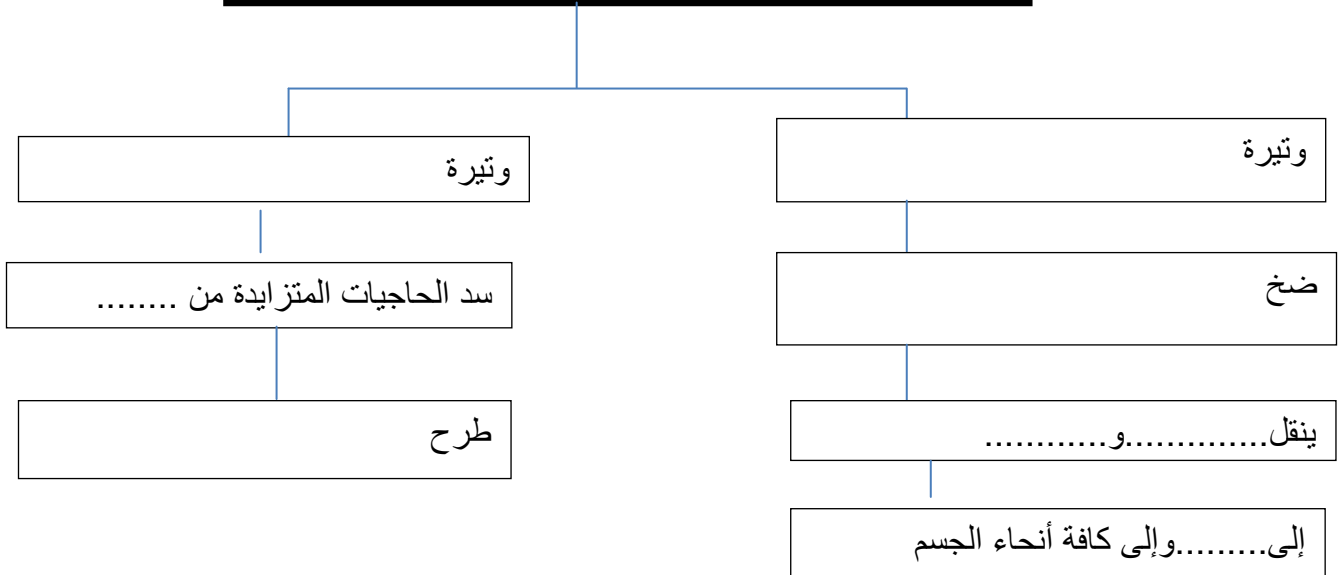 وتيرة
ضخ
ينقل..............و............
إلى.........وإلى كافة أنحاء الجسم
وتيرة
سد الحاجيات المتزايدة من ........
طرح